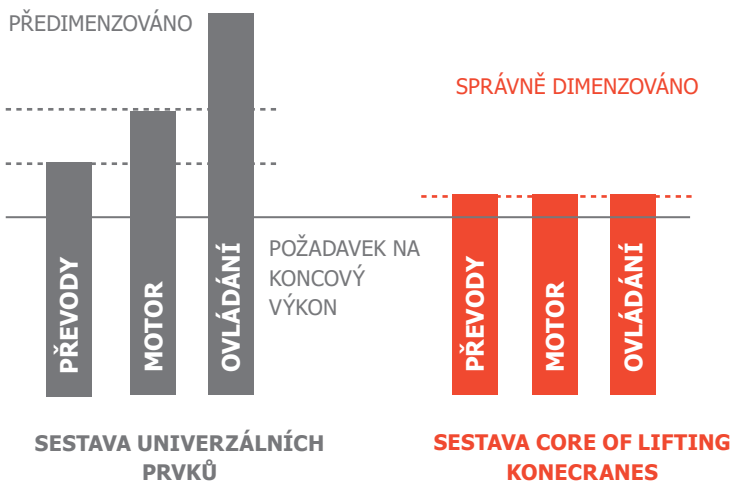 PŘEDIMENZOVÁNO
SPRÁVNĚ DIMENZOVÁNO
POŽADAVEK NA
KONCOVÝ
VÝKON
PŘEVODY
MOTOR
OVLÁDÁNÍ
PŘEVODY
MOTOR
OVLÁDÁNÍ
SESTAVA UNIVERZÁLNÍCH
PRVKŮ
SESTAVA CORE OF LIFTING
KONECRANES